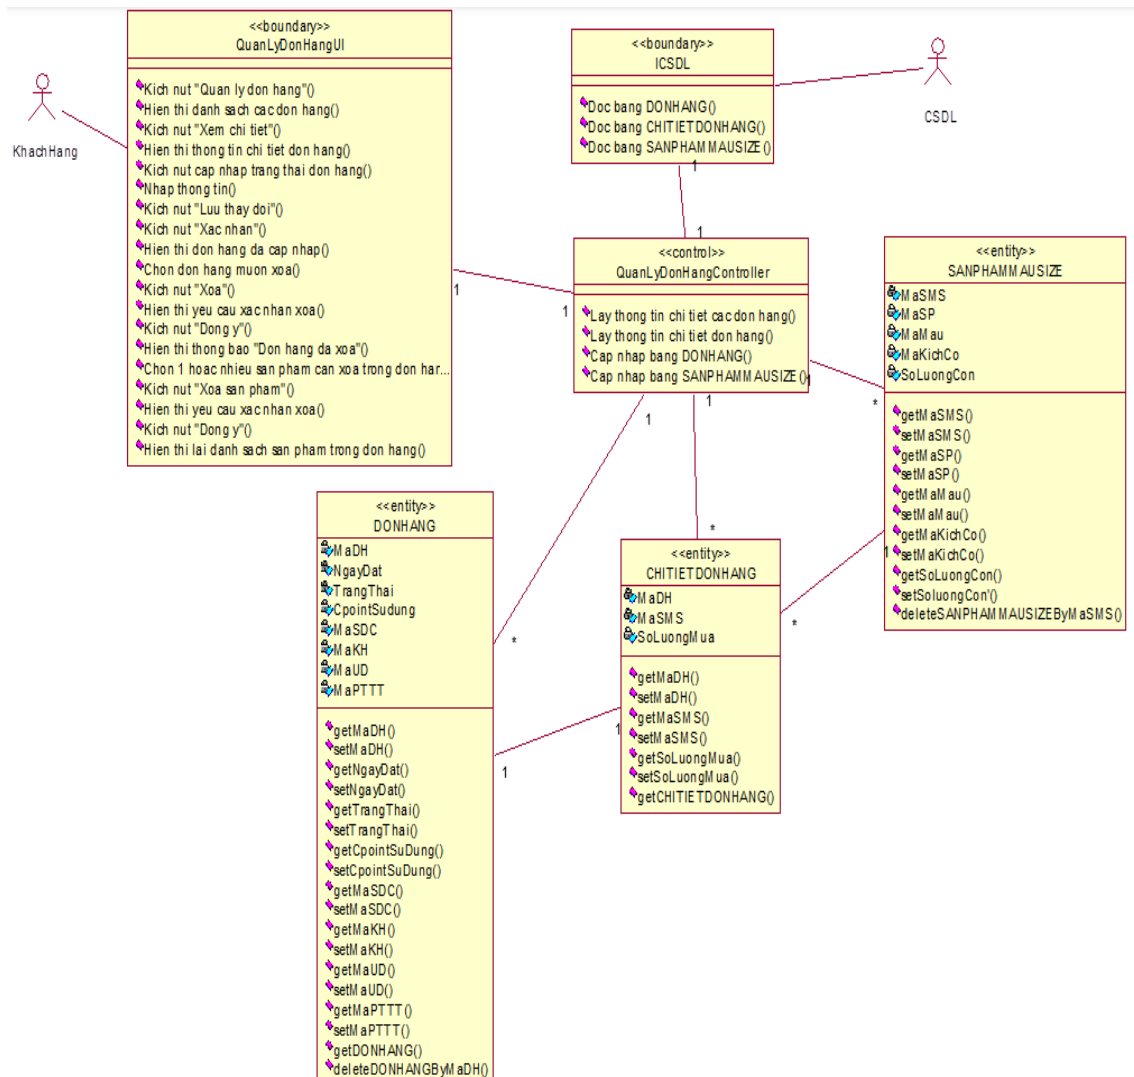 <<boundary>>
QuanLyDonHangUI
Kich nut "Quan ly don hang"()
Hien thi danh sach cac don hang()
Kich nut "Xem chi tiet"()
Hien thi thong tin chi tiet don hang()
Kich nut cap nhap trang thai don hang()
Nhap thong tin()
Kich nut "Luu thay doi"()
Kich nut "Xac nhan"()
Hien thi don hang da cap nhap()
Chon don hang muon xoa()
Kich nut "Xoa"()
Hien thi yeu cau xac nhan xoa()
Kich nut "Dong y"()
Hien thi thong bao "Don hang da xoa"()
Chon 1 hoac nhieu san pham can xoa trong don har...
Kich nut "Xoa san pham"()
Hien thi yeu cau xac nhan xoa()
Kich nut "Dong y"()
Hien thi lai danh sach san pham trong don hang()
KhachHang
<<boundary>>
ICSDL
Doc bang DONHANG()
Doc bang CHITIETDONHANG()
Doc bang SANPHAMMAUSIZE()
CSDL
1
1
<<control>>
QuanLyDonHangController
Lay thong tin chi tiet cac don hang()
Lay thong tin chi tiet don hang()
Cap nhap bang DONHANG()
Cap nhap bang SANPHAMMAUSIZE()
1
1
1
*
1
*
1
*
<<entity>>
SANPHAMMAUSIZE
MaSMS
MaSP
MaMau
MaKichCo
SoLuongCon
getMaSMS()
setMaSMS()
getMaSP()
setMaSP()
getMaMau()
setMaMau()
getMaKichCo()
setMaKichCo()
getSoLuongCon()
setSoluongCon'()
deleteSANPHAMMAUSIZEByMaSMS()
1
*
<<entity>>
DONHANG
MaDH
NgayDat
TrangThai
CpointSudung
MaSDC
MaKH
MaUD
MaPTTT
getMaDH()
setMaDH()
getNgayDat()
setNgayDat()
getTrangThai()
setTrangThai()
getCpointSuDung()
setCpointSuDung()
getMaSDC()
setMaSDC()
getMaKH()
setMaKH()
getMaUD()
setMaUD()
getMaPTTT()
setMaPTTT()
getDONHANG()
deleteDONHANGByMaDH()
1
1
<<entity>>
CHITIETDONHANG
MaDH
MaSMS
SoLuongMua
getMaDH()
setMaDH()
getMaSMS()
setMaSMS()
getSoLuongMua()
setSoLuongMua()
getCHITIETDONHANG()